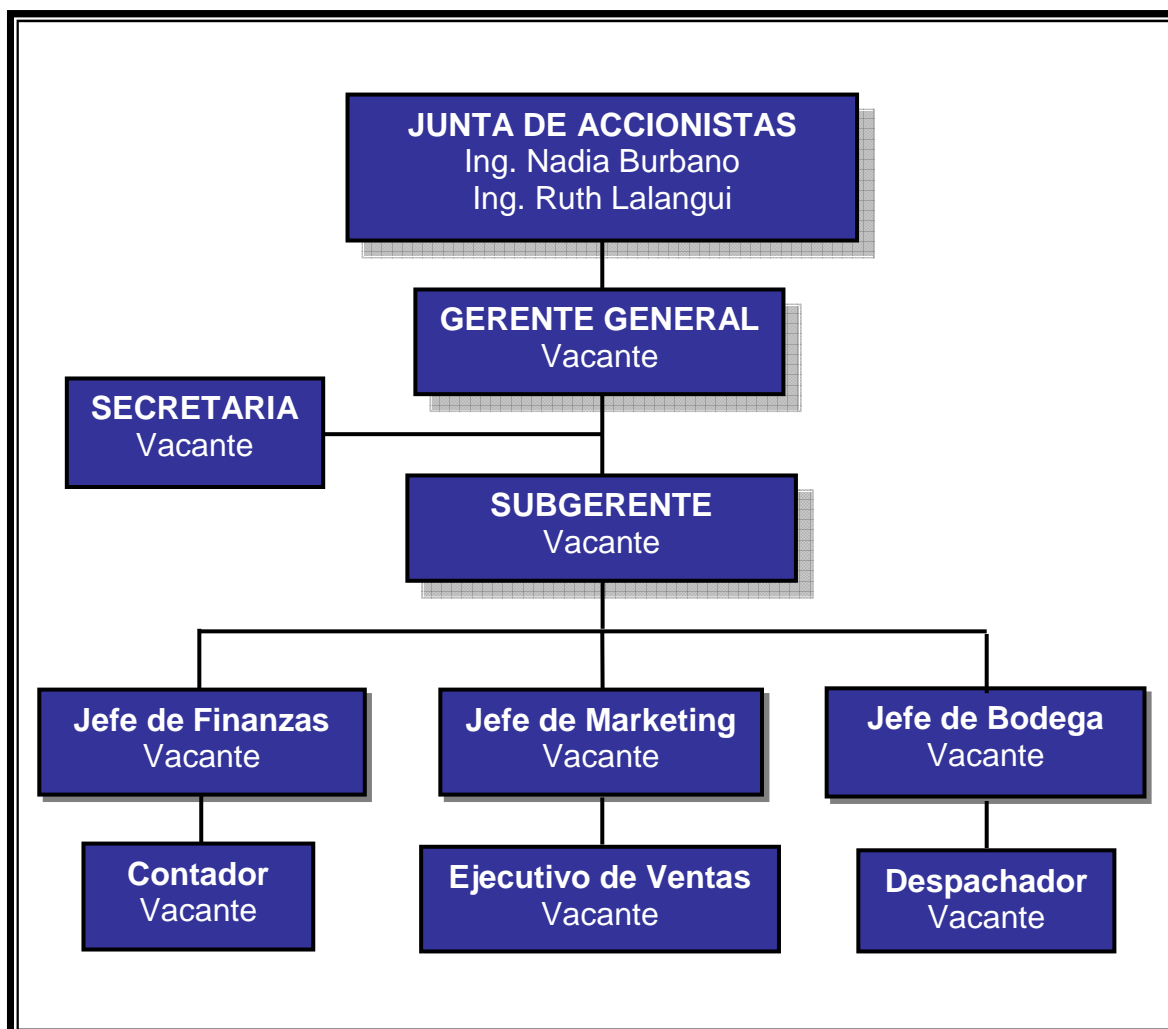 JUNTA DE ACCIONISTAS
Ing. Nadia Burbano
Ing. Ruth Lalangui
GERENTE GENERAL
Vacante
SECRETARIA
Vacante
SUBGERENTE
Vacante
Jefe de Finanzas
Vacante
Jefe de Marketing
Vacante
Jefe de Bodega
Vacante
Contador
Vacante
Ejecutivo de Ventas
Vacante
Despachador
Vacante